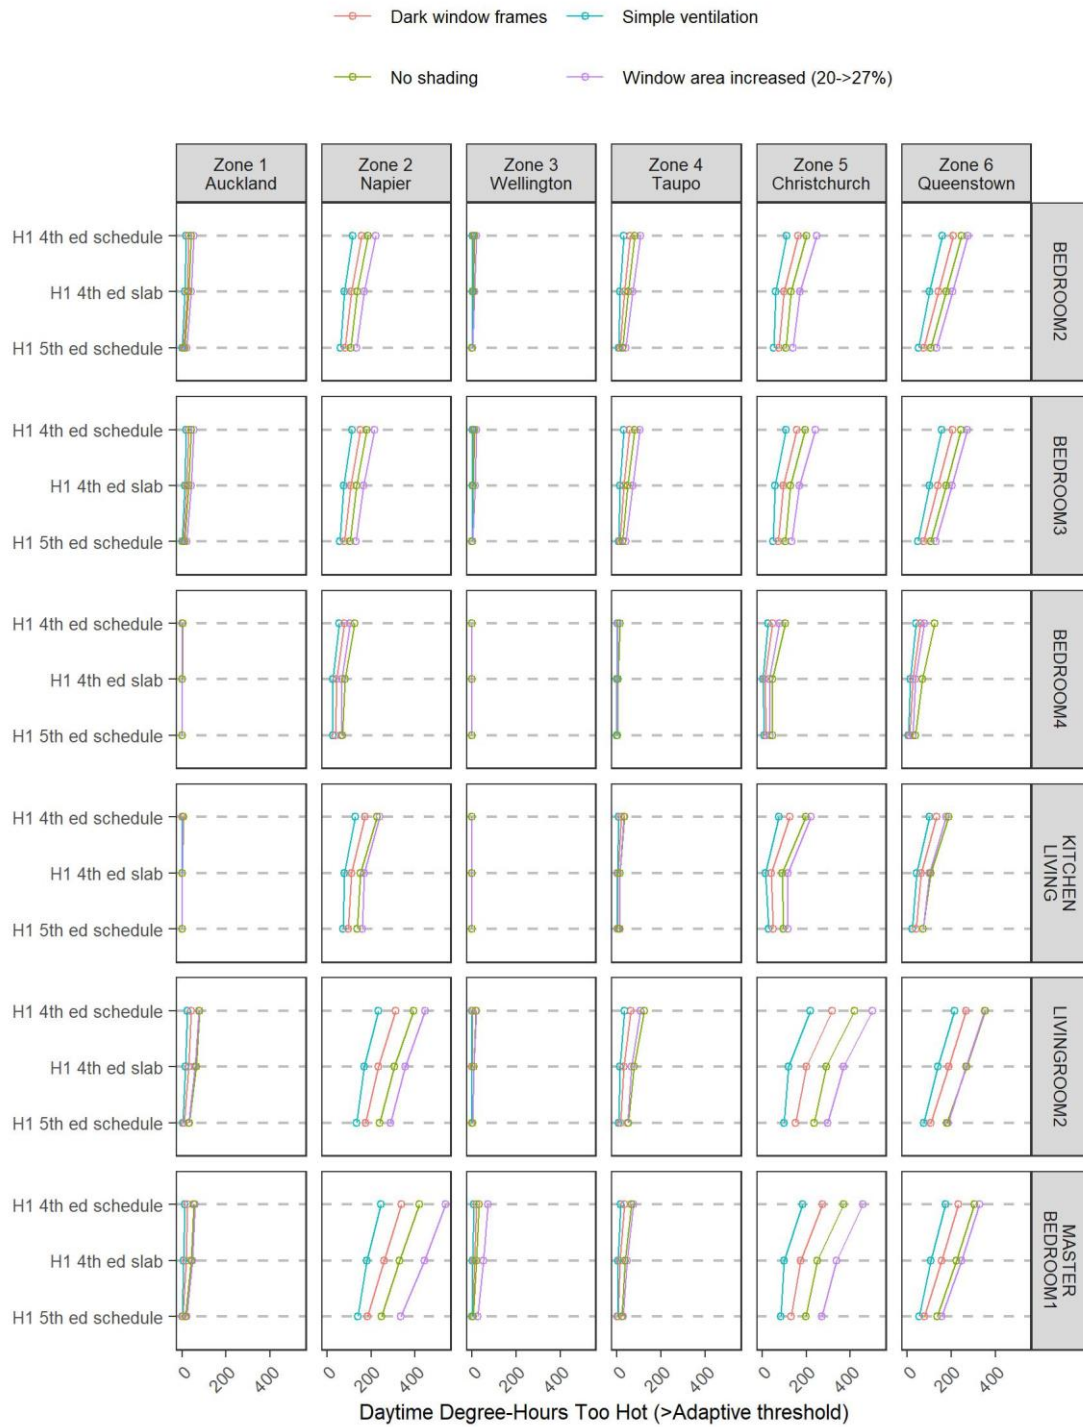 Dark window frames
Simple ventilation
No shading
Window area increased (20->27%)
Zone 1
Auckland
Zone 2
Napier
Zone 3
Wellington
Zone 4
Taupo
Zone 5
Christchurch
Zone 6
Queenstown
H1 4th ed schedule
H1 4th ed slab
H1 5th ed schedule
BEDROOM2
H1 4th ed schedule
H1 4th ed slab
H1 5th ed schedule
BEDROOM3
H1 4th ed schedule
H1 4th ed slab
H1 5th ed schedule
BEDROOM4
H1 4th ed schedule
H1 4th ed slab
H1 5th ed schedule
KITCHEN
LIVING
H1 4th ed schedule
H1 4th ed slab
H1 5th ed schedule
LIVINGROOM2
H1 4th ed schedule
H1 4th ed slab
H1 5th ed schedule
MASTER
BEDROOM1
0 200 400 0 200 400 0 200 400 0 200 400 0 200 400 0 200 400
Daytime Degree-Hours Too Hot (>Adaptive threshold)